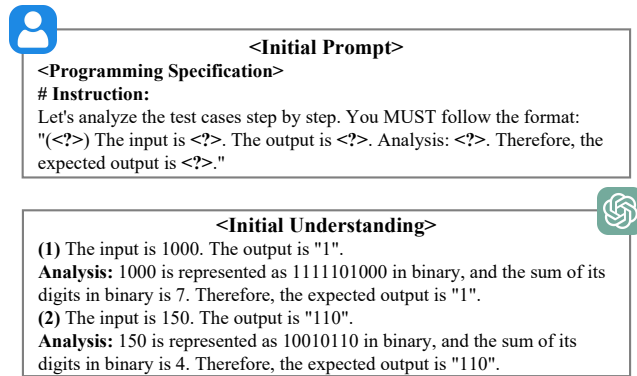 <Initial Prompt>
<Programming Specification>
# Instruction:
Let's analyze the test cases step by step. You MUST follow the format:
"(<?>) The input is <?>. The output is <?>. Analysis: <?>. Therefore, the
expected output is <?>."
<Initial Understanding>
(1) The input is 1000. The output is "1".
Analysis: 1000 is represented as 1111101000 in binary, and the sum of its
digits in binary is 7. Therefore, the expected output is "1".
(2) The input is 150. The output is "110".
Analysis: 150 is represented as 10010110 in binary, and the sum of its
digits in binary is 4. Therefore, the expected output is "110".